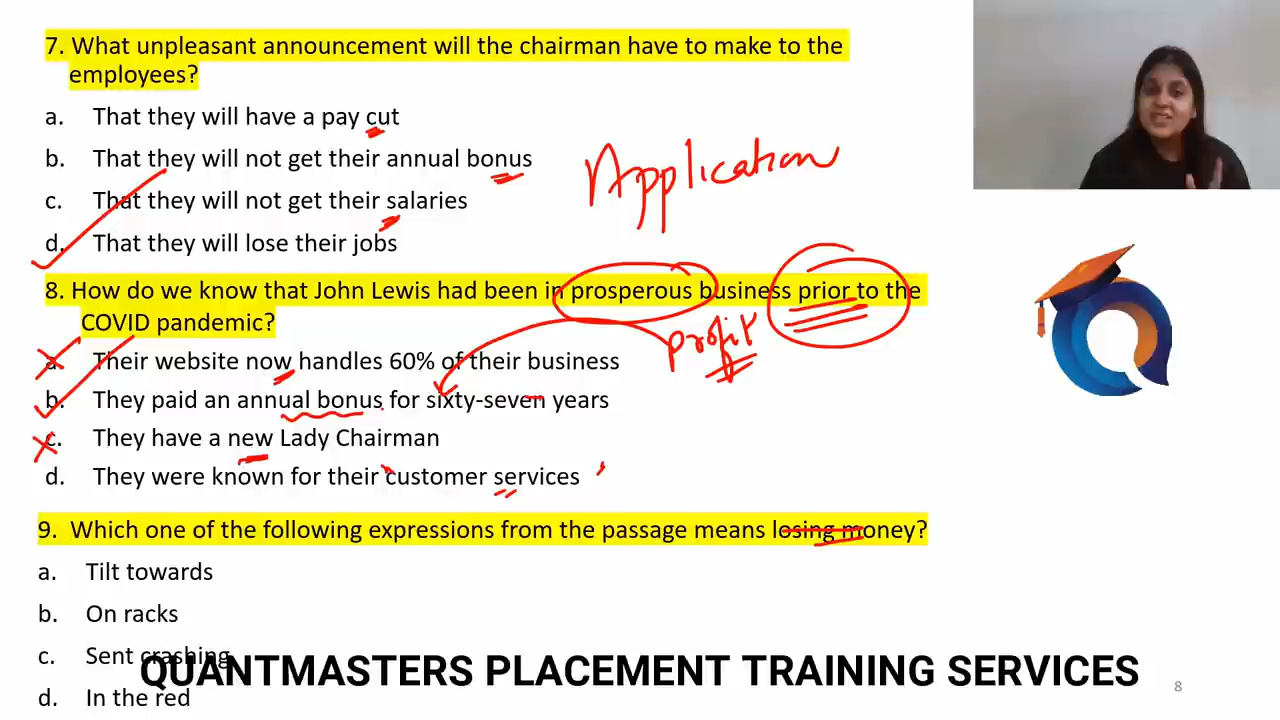 7. What unpleasant announcement will the chairman have to make to the
employees?
a. That they will have a pay cut
b. That they will not get their annual bonus
c. That they will not get their salaries
d. That they will lose their jobs
Application
8. How do we know that John Lewis had been in prosperous business prior to the
COVID pandemic?
profit
a. Their website now handles 60% of their business
b. They paid an annual bonus for sixty-seven years
c. They have a new Lady Chairman
d. They were known for their customer services
9. Which one of the following expressions from the passage means losing money?
a. Tilt towards
b. On racks
c. Sent crashing
QUANTMASTERS PLACEMENT TRAINING SERVICES
d. In the red
8